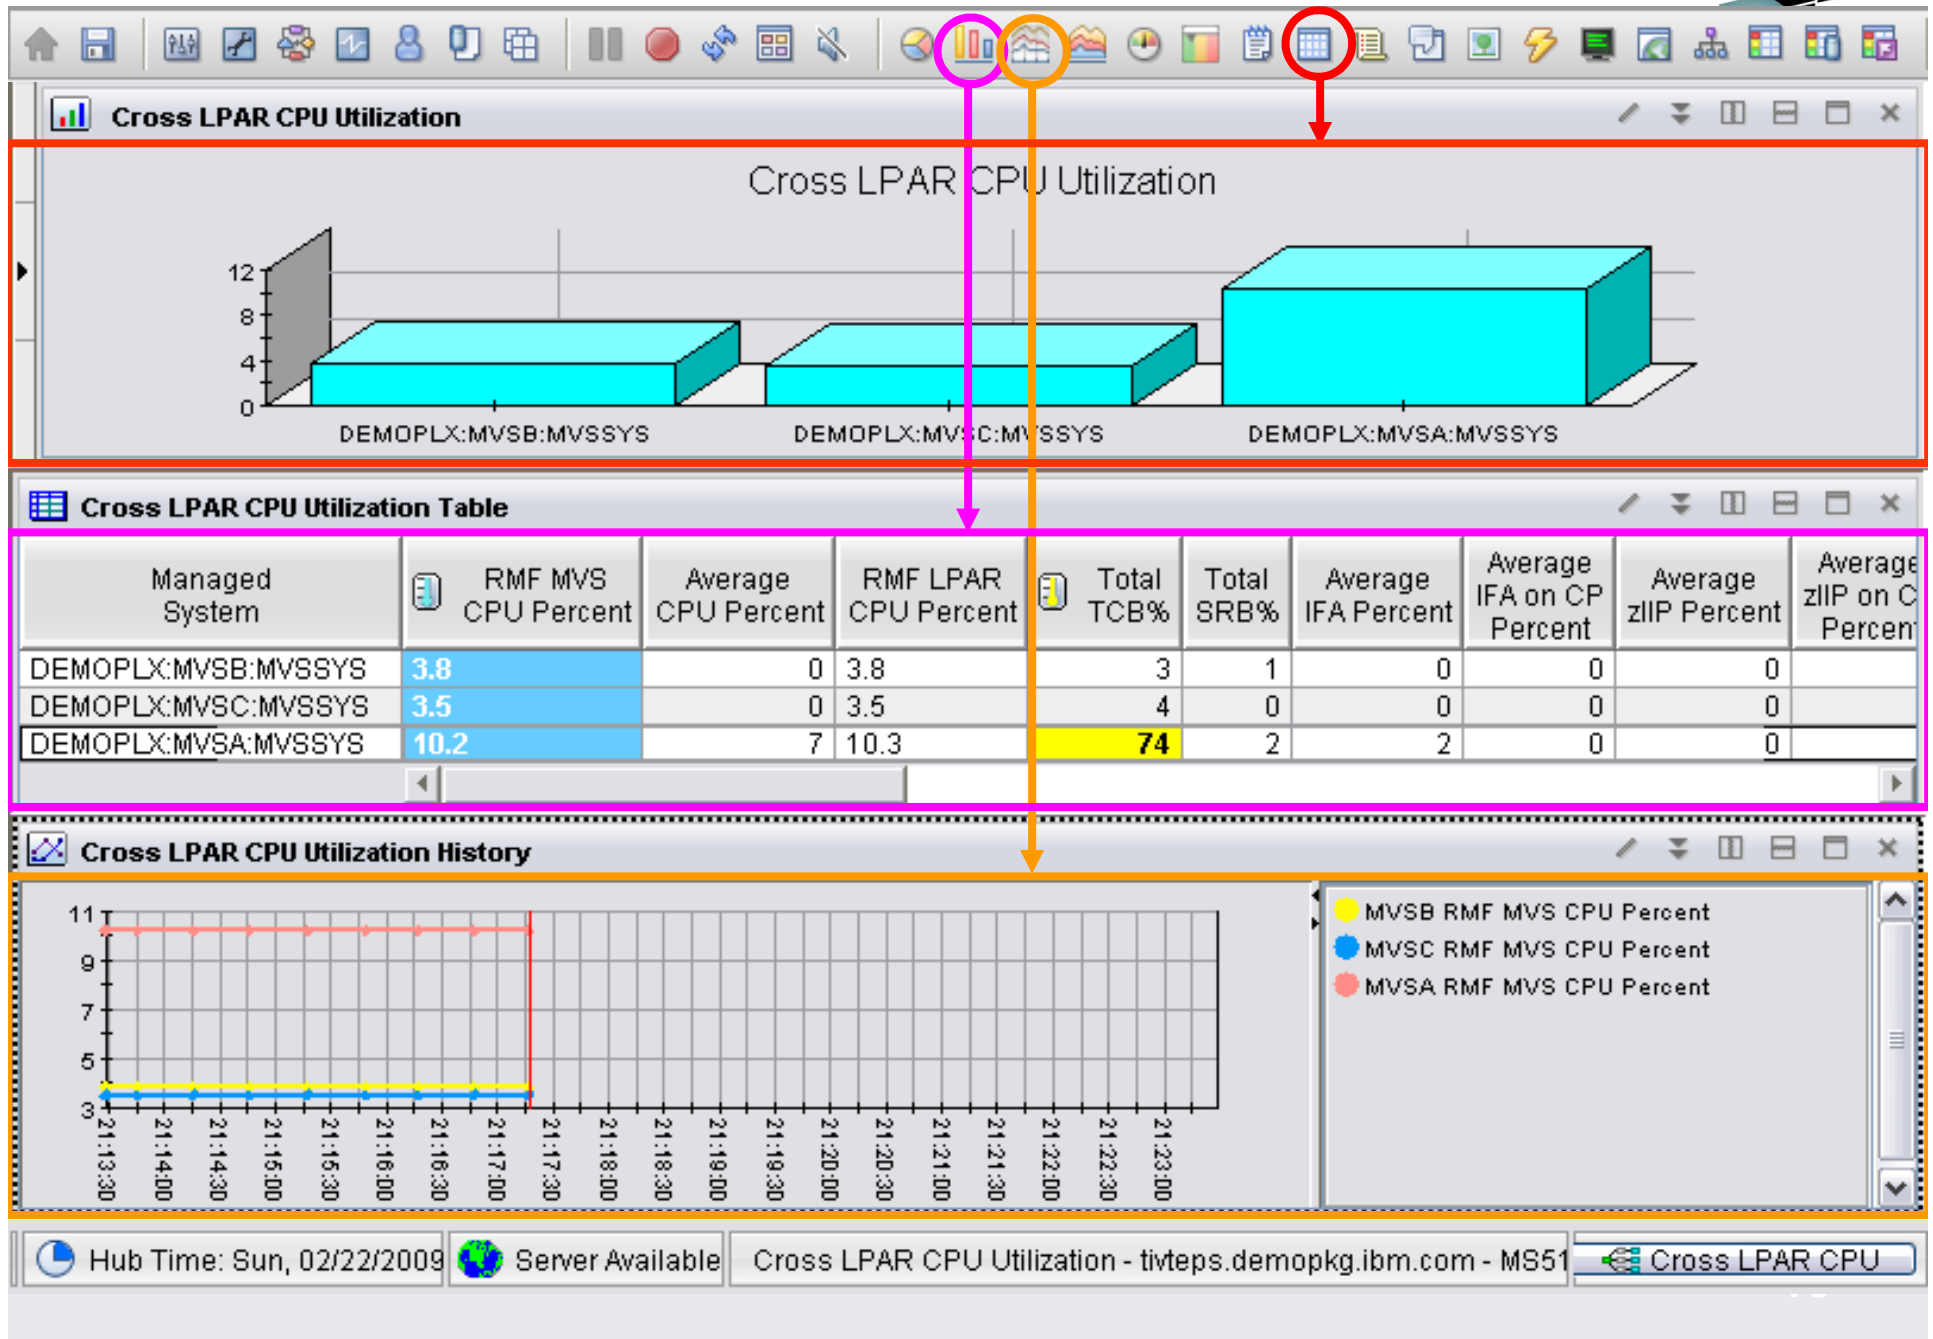 Cross LPAR CPU Utilization
Cross LPAR CPU Utilization
12
8
4
0
DEMOPLX:MVSB:MVSSYS
DEMOPLX:MVSC:MVSSYS
DEMOPLX:MVSA:MVSSYS
Cross LPAR CPU Utilization Table
Managed System
RMF MVS CPU Percent
Average CPU Percent
RMF LPAR CPU Percent
Total TCB%
Total SRB%
Average IFA Percent
Average IFA on CP Percent
Average zIIP Percent
Average zIIP on C Percen
DEMOPLX:MVSB:MVSSYS 3.8 0 3.8 3 1 0 0 0
DEMOPLX:MVSC:MVSSYS 3.5 0 3.5 4 0 0 0 0
DEMOPLX:MVSA:MVSSYS 10.2 7 10.3 74 2 2 0 0
Cross LPAR CPU Utilization History
11
9
7
5
3
21:13:30
21:14:00
21:14:30
21:15:00
21:15:30
21:16:00
21:16:30
21:17:00
21:17:30
21:18:00
21:18:30
21:19:00
21:19:30
21:20:00
21:20:30
21:21:00
21:21:30
21:22:00
21:22:30
21:23:00
MVSB RMF MVS CPU Percent
MVSC RMF MVS CPU Percent
MVSA RMF MVS CPU Percent
Hub Time: Sun, 02/22/2009
Server Available
Cross LPAR CPU Utilization - tivteps.demopkg.ibm.com - MS51
Cross LPAR CPU